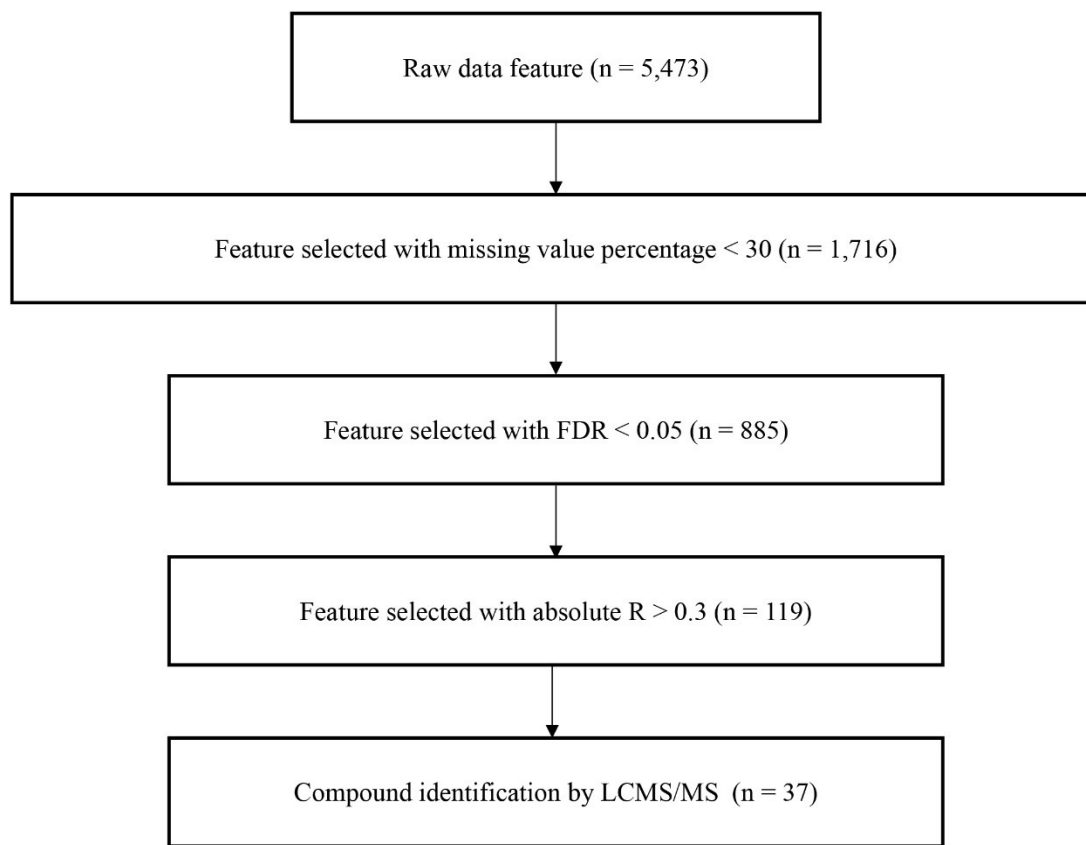 Raw data feature (n = 5,473)
Feature selected with missing value percentage < 30 (n = 1,716)
Feature selected with FDR < 0.05 (n = 885)
Feature selected with absolute R > 0.3 (n = 119)
Compound identification by LCMS/MS  (n = 37)